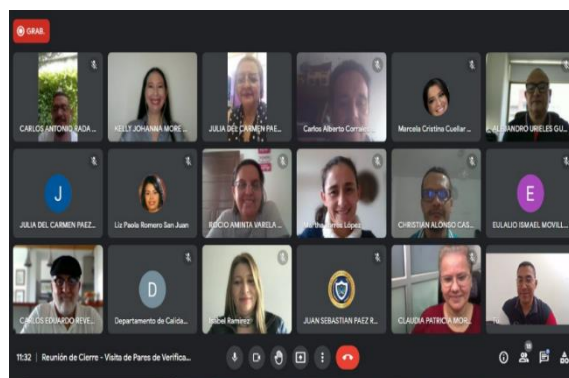 GRAB.
CARLOS ANTONIO RADA ...
KELLY JOHANNA MORE ...
JULIA DEL CARMEN PAE...
Carlos Alberto
Marcela Cristina Cuellar ...
ALEJANDRO URIELES GU...
J
JULIA DEL CARMEN PAEZ...
Liz Paola Romero San Juan
ROCIO AMINTA VARELA ...
López
CHRISTIAN ALONSO CAS...
E
EULALIO ISMAEL MOVILL...
CARLOS EDUARDO REVE...
D
Departamento de Calida...
Isabel Ramirez
JUAN SEBASTIAN PAEZ R...
CLAUDIA PATRICIA MOR...
Tú
11:32 | Reunión de Cierre - Visita de Pares de Verifica...